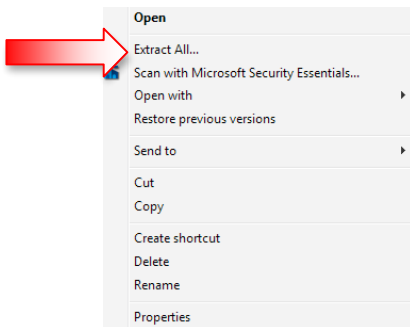 Open
Extract All...
Scan with Microsoft Security Essentials...
Open with
Restore previous versions
Send to
Cut
Copy
Create shortcut
Delete
Rename
Properties